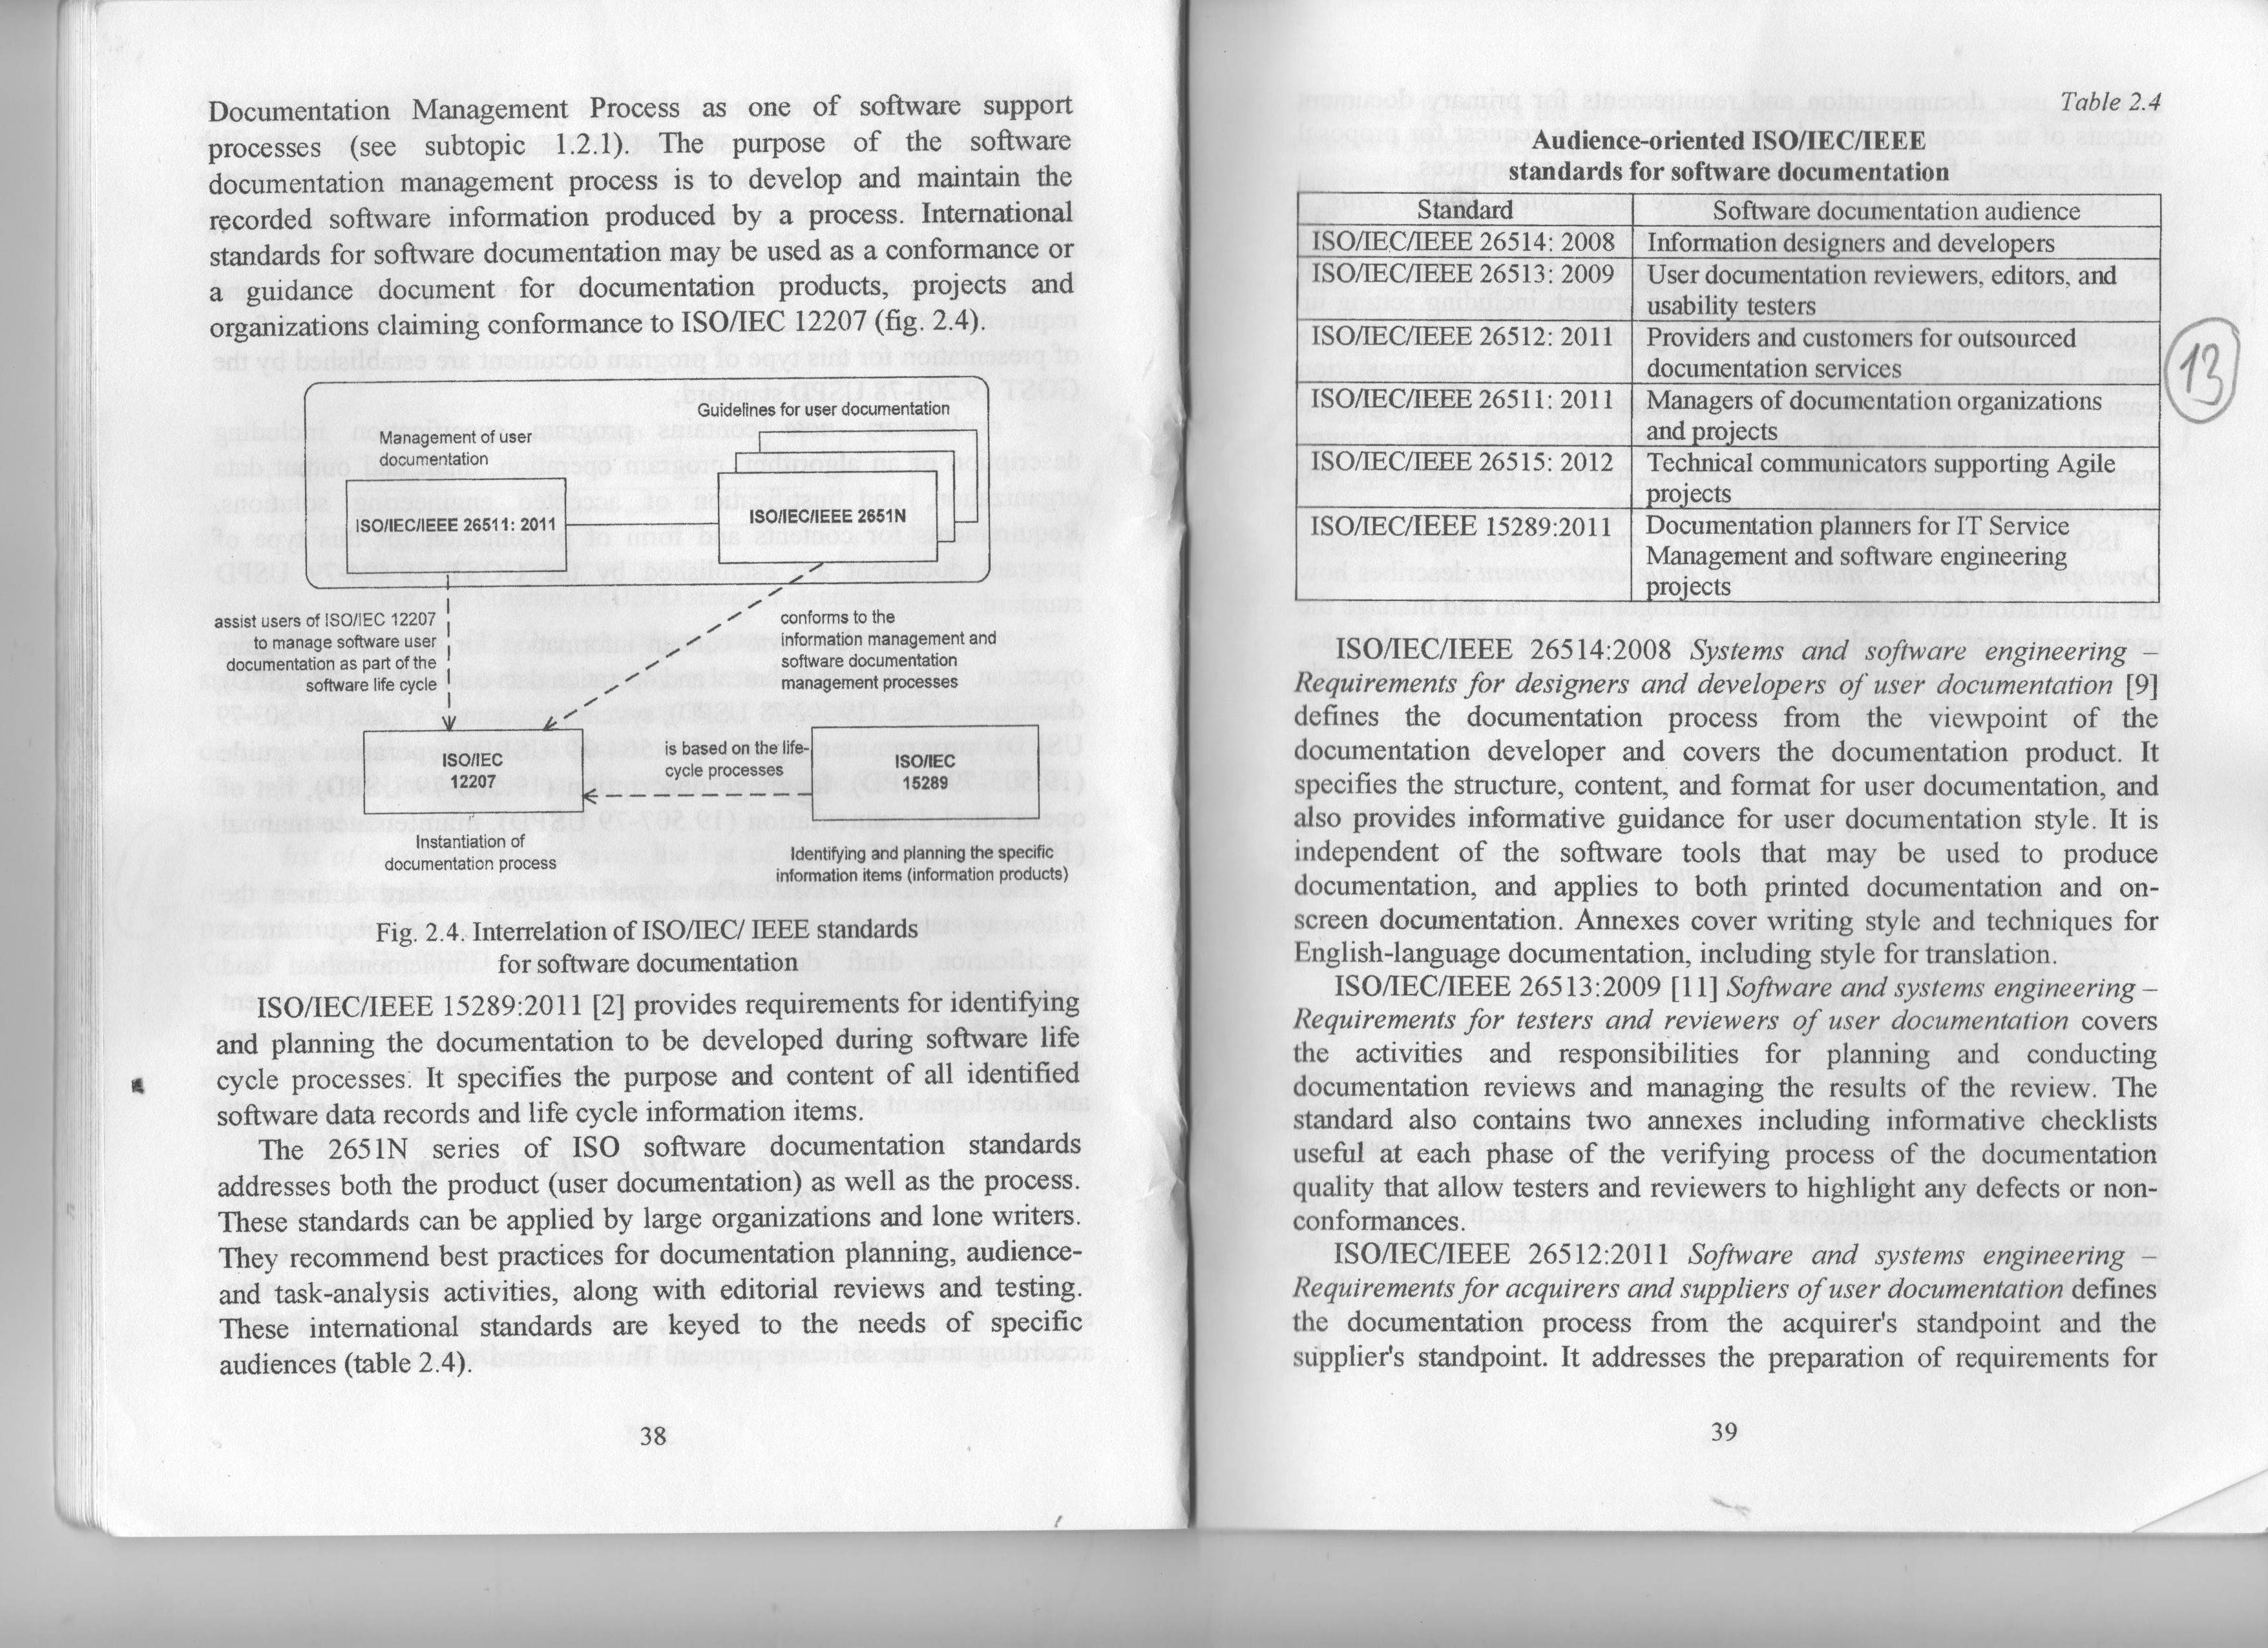 Documentation Management Process as one of software support
processes (see subtopic 1.2.1). The purpose of the software
documentation management process is to develop and maintain the
recorded software information produced by a process. International
standards for software documentation may be used as a conformance or
a guidance document for documentation products, projects and
organizations claiming conformance to ISO/IEC 12207 (fig. 2.4).
Guidelines for user documentation
Management of user
documentation
ISO/IEC/IEEE 26511: 2011
ISO/IEC/IEEE 2651N
assist users of ISO/IEC 12207
to manage software user
documentation as part of the
software life cycle
conforms to the
information management and
software documentation
management processes
ISO/IEC
12207
is based on the life-
cycle processes
ISO/IEC
15289
Instantiation of
documentation process
Identifying and planning the specific
information items (information products)
Fig. 2.4. Interrelation of ISO/IEC/ IEEE standards
for software documentation
ISO/IEC/IEEE 15289:2011 [2] provides requirements for identifying
and planning the documentation to be developed during software life
cycle processes. It specifies the purpose and content of all identified
software data records and life cycle information items.
The 2651N series of ISO software documentation standards
addresses both the product (user documentation) as well as the process.
These standards can be applied by large organizations and lone writers.
They recommend best practices for documentation planning, audience-
and task-analysis activities, along with editorial reviews and testing.
These international standards are keyed to the needs of specific
audiences (table 2.4).
38
Table 2.4
Audience-oriented ISO/IEC/IEEE
standards for software documentation
Standard Software documentation audience
ISO/IEC/IEEE 26514: 2008 Information designers and developers
ISO/IEC/IEEE 26513: 2009 User documentation reviewers, editors, and
usability testers
ISO/IEC/IEEE 26512: 2011 Providers and customers for outsourced
documentation services
ISO/IEC/IEEE 26511: 2011 Managers of documentation organizations
and projects
ISO/IEC/IEEE 26515: 2012 Technical communicators supporting Agile
projects
ISO/IEC/IEEE 15289:2011 Documentation planners for IT Service
Management and software engineering
projects
13
ISO/IEC/IEEE 26514:2008 Systems and software engineering –
Requirements for designers and developers of user documentation [9]
defines the documentation process from the viewpoint of the
documentation developer and covers the documentation product. It
specifies the structure, content, and format for user documentation, and
also provides informative guidance for user documentation style. It is
independent of the software tools that may be used to produce
documentation, and applies to both printed documentation and on-
screen documentation. Annexes cover writing style and techniques for
English-language documentation, including style for translation.
ISO/IEC/IEEE 26513:2009 [11] Software and systems engineering –
Requirements for testers and reviewers of user documentation covers
the activities and responsibilities for planning and conducting
documentation reviews and managing the results of the review. The
standard also contains two annexes including informative checklists
useful at each phase of the verifying process of the documentation
quality that allow testers and reviewers to highlight any defects or non-
conformances.
ISO/IEC/IEEE 26512:2011 Software and systems engineering –
Requirements for acquirers and suppliers of user documentation defines
the documentation process from the acquirer's standpoint and the
supplier's standpoint. It addresses the preparation of requirements for
39